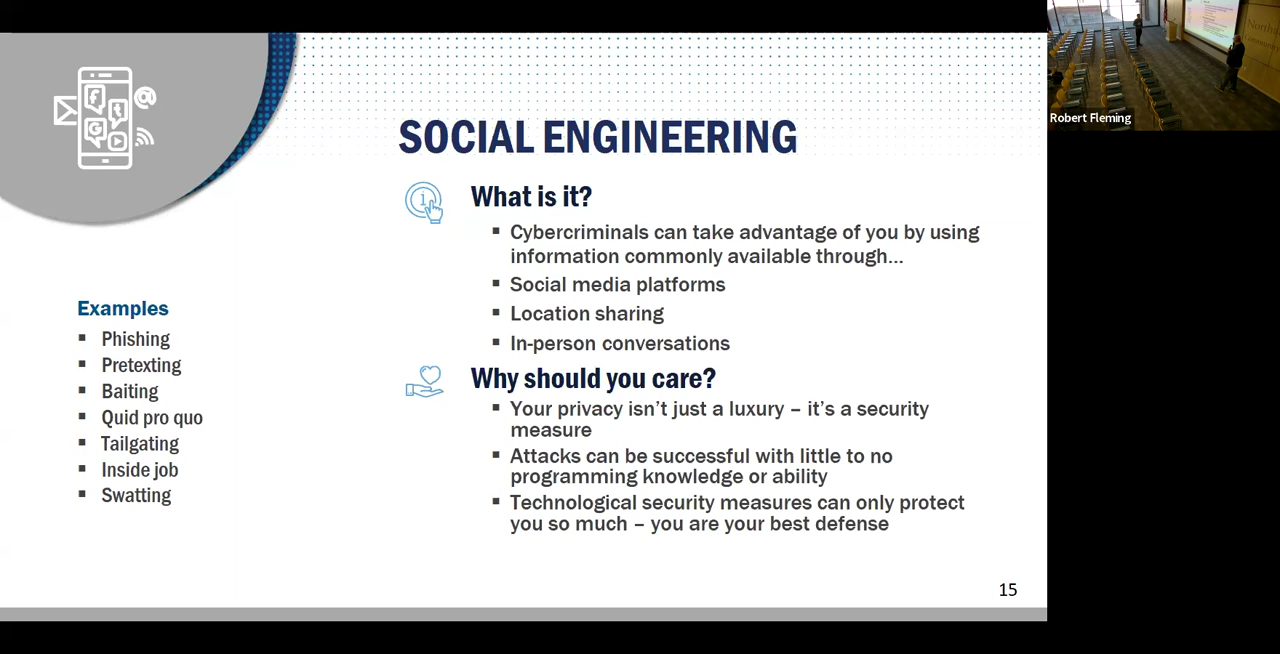 SOCIAL ENGINEERING
What is it?
▪ Cybercriminals can take advantage of you by using
information commonly available through...
▪ Social media platforms
▪ Location sharing
▪ In-person conversations
Why should you care?
▪ Your privacy isn't just a luxury – it's a security
measure
▪ Attacks can be successful with little to no
programming knowledge or ability
▪ Technological security measures can only protect
you so much – you are your best defense
Examples
▪ Phishing
▪ Pretexting
▪ Baiting
▪ Quid pro quo
▪ Tailgating
▪ Inside job
▪ Swatting
15
Robert Fleming